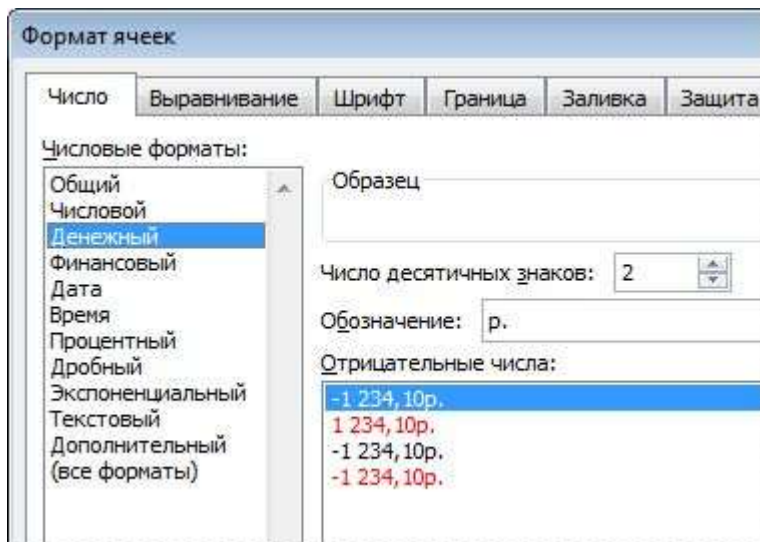 Формат ячеек
Число Выравнивание Шрифт Граница Заливка Защита
Числовые форматы:
Общий
Числовой
Денежный
Финансовый
Дата
Время
Процентный
Дробный
Экспоненциальный
Текстовый
Дополнительный
(все форматы)
Образец
Число десятичных знаков: 2
Обозначение: р.
Отрицательные числа:
-1 234,10р.
1 234,10р.
-1 234,10р.
-1 234,10р.